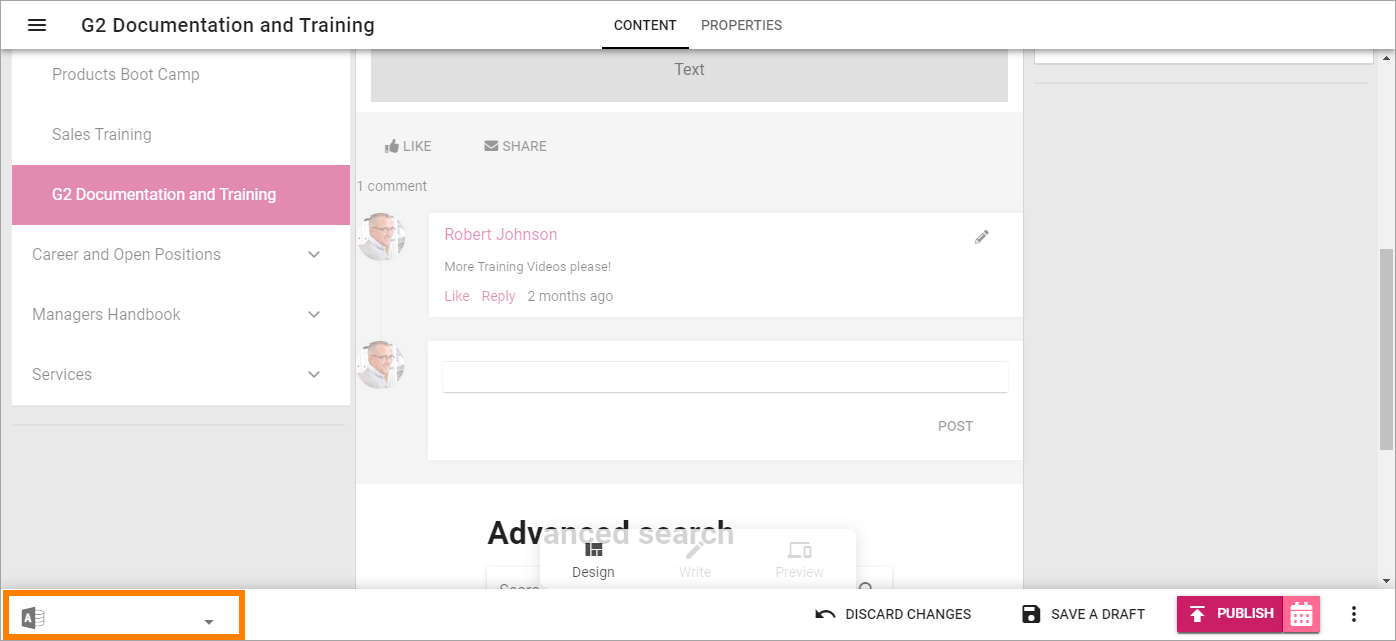 G2 Documentation and Training
CONTENT PROPERTIES
Products Boot Camp
Sales Training
G2 Documentation and Training
Career and Open Positions
Managers Handbook
Services
Text
LIKE SHARE
1 comment
Robert Johnson
More Training Videos please!
Like Reply 2 months ago
POST
Advanced search
Design Write Preview
A
DISCARD CHANGES SAVE A DRAFT PUBLISH